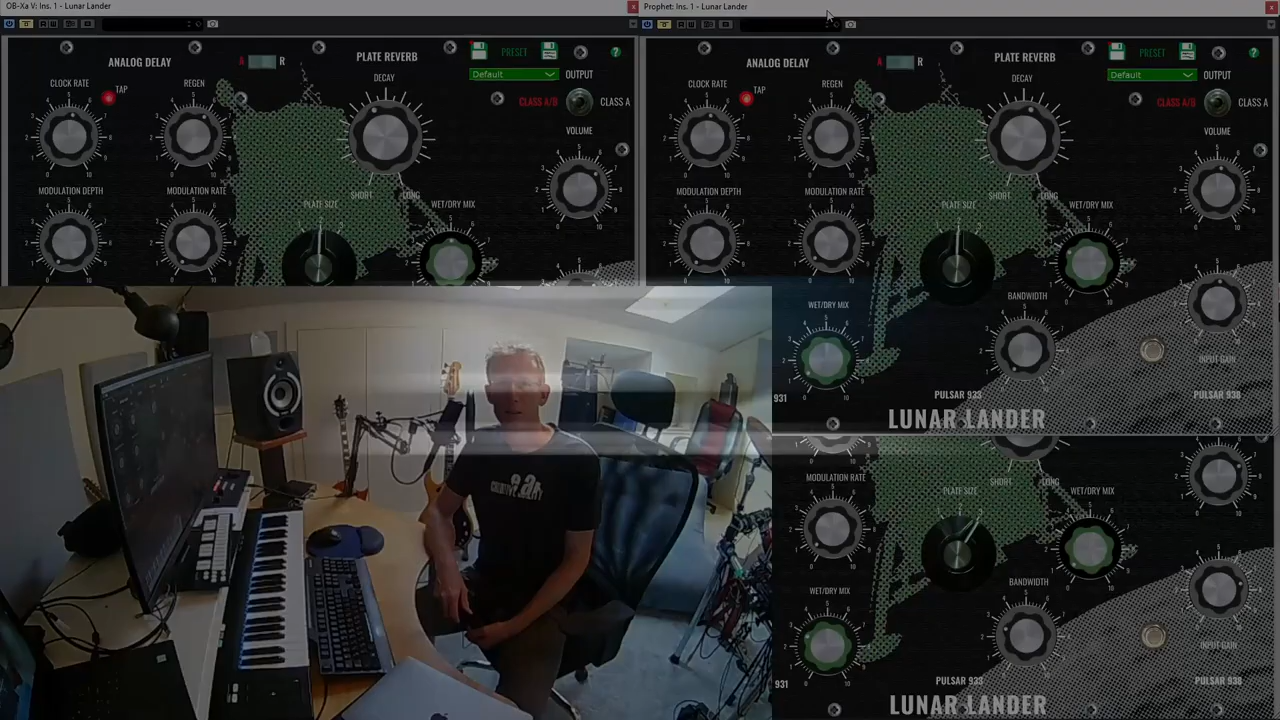 OB-Xa V: Ins. 1 - Lunar Lander
Prophet: Ins. 1 - Lunar Lander
ANALOG DELAY
A R
PLATE REVERB
PRESET
?
Default
OUTPUT
CLOCK RATE
TAP
REGEN
DECAY
CLASS A/B
CLASS A
VOLUME
MODULATION DEPTH
MODULATION RATE
SHORT
LONG
PLATE SIZE
WET/DRY MIX
ANALOG DELAY
A R
PLATE REVERB
PRESET
?
Default
OUTPUT
CLOCK RATE
TAP
REGEN
DECAY
CLASS A/B
CLASS A
VOLUME
MODULATION DEPTH
MODULATION RATE
SHORT
LONG
PLATE SIZE
WET/DRY MIX
WET/DRY MIX
BANDWIDTH
INPUT GAIN
931
PULSAR 933
PULSAR 938
LUNAR LANDER
MODULATION RATE
SHORT
LONG
PLATE SIZE
WET/DRY MIX
WET/DRY MIX
BANDWIDTH
INPUT GAIN
931
PULSAR 933
PULSAR 938
LUNAR LANDER